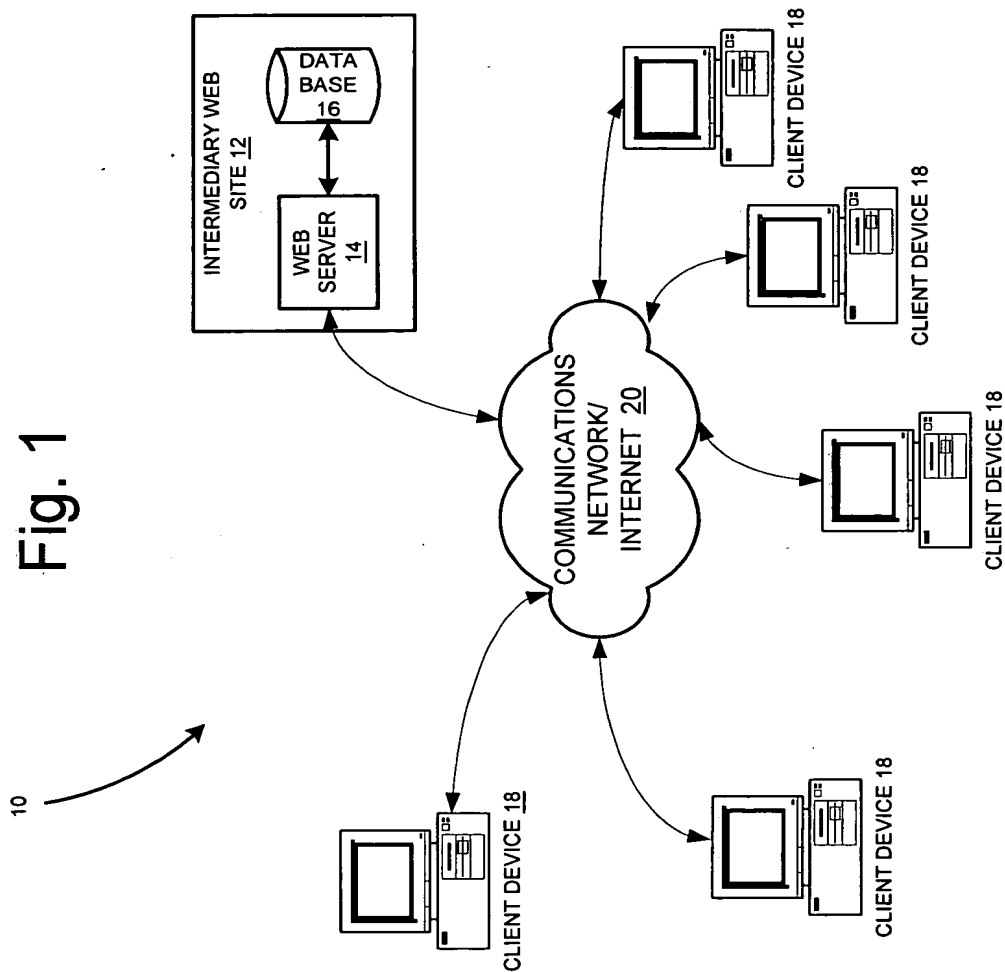 Fig. 1
10
INTERMEDIARY WEB
SITE 12
WEB
SERVER
14
DATA
BASE
16
COMMUNICATIONS
NETWORK/
INTERNET 20
CLIENT DEVICE 18
CLIENT DEVICE 18
CLIENT DEVICE 18
CLIENT DEVICE 18
CLIENT DEVICE 18